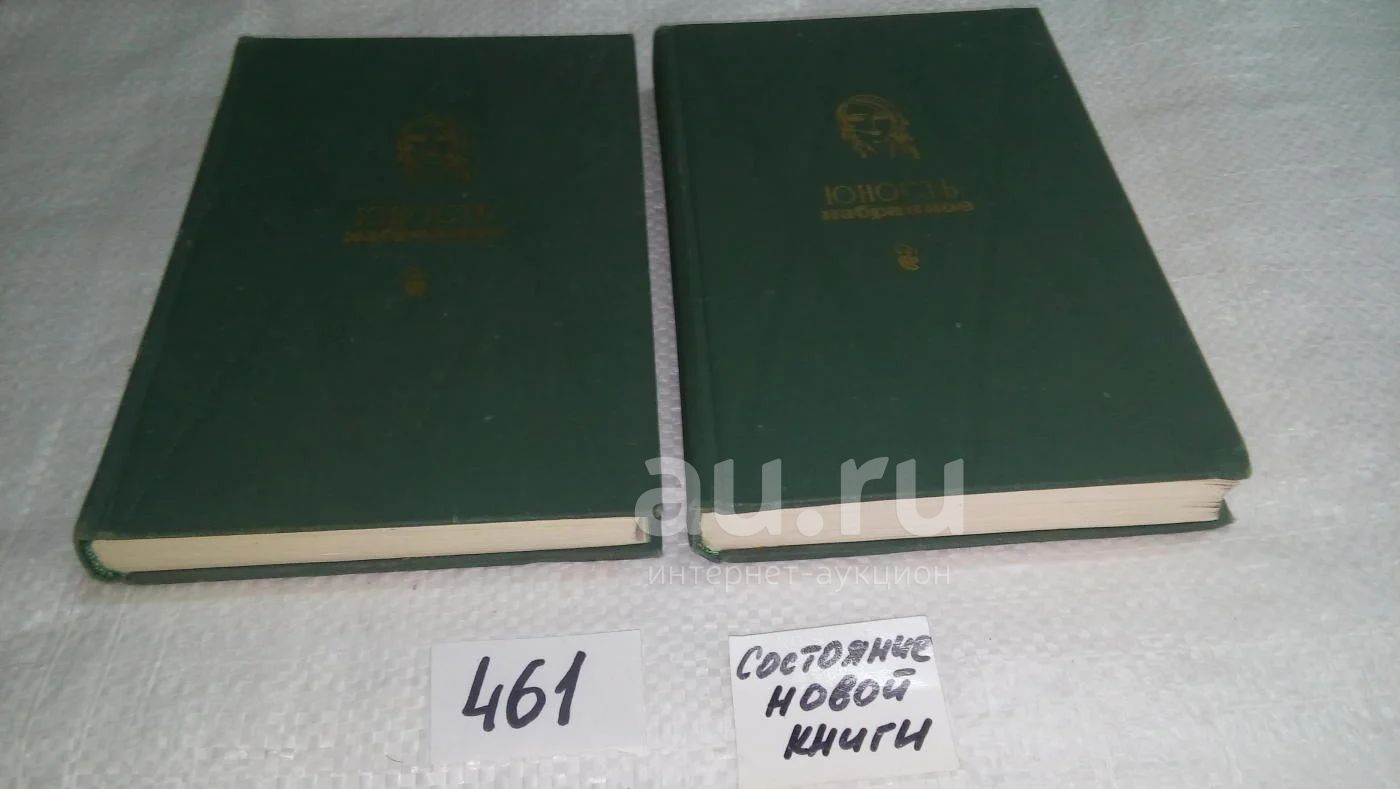 ЮНОСТЬ
избранное
ЮНОСТЬ
избранное
au.ru
интернет-аукцион
461
СОСТОЯНИЕ
НОВОЙ
КНИГИ